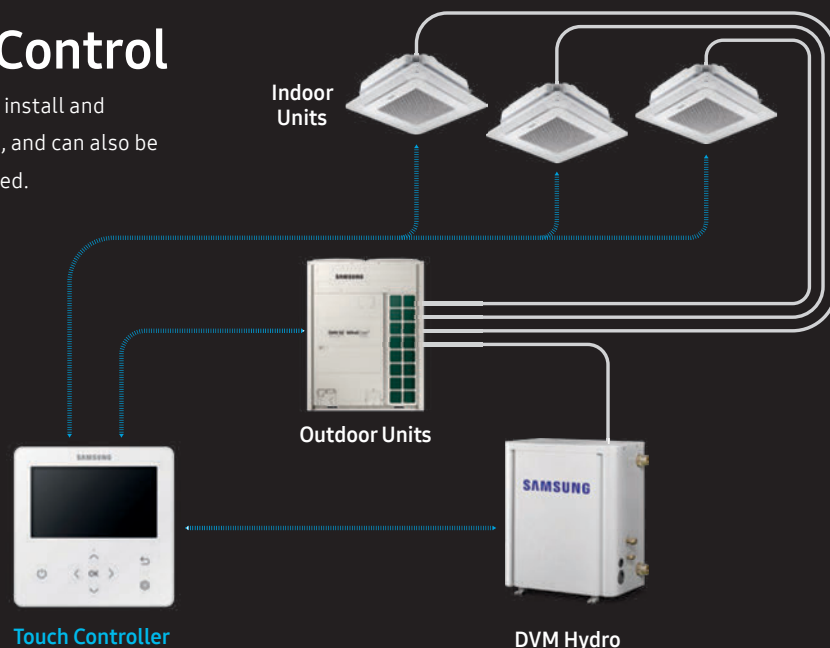 Control
install and
, and can also be
ed.
Indoor
Units
SAMSUNG
Outdoor Units
SAMSUNG
OK
SAMSUNG
Touch Controller
DVM Hydro